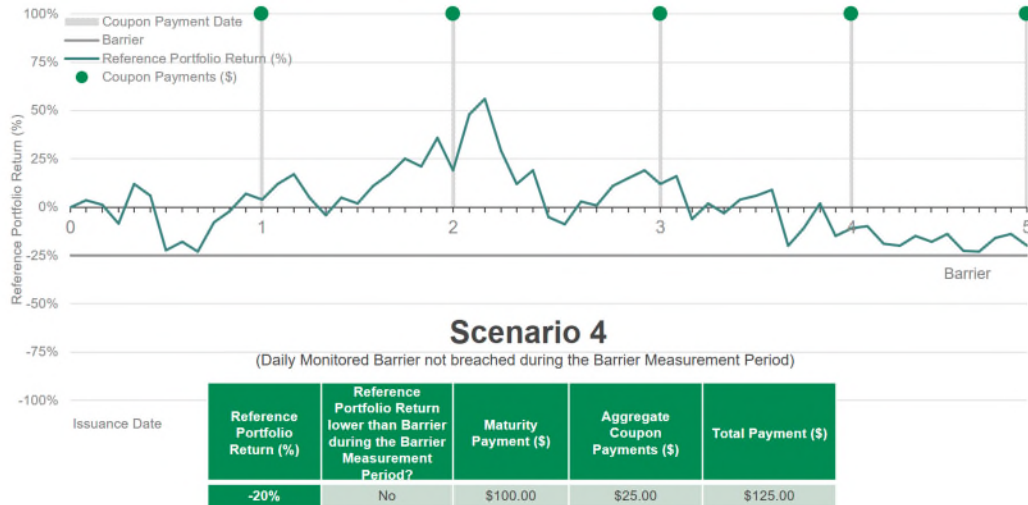 100%
Coupon Payment Date
Barrier
75%
Reference Portfolio Return (%)
Coupon Payments ($)
50%
25%
0%
1
2
3
4
5
-25%
Barrier
-50%
Reference Portfolio Return (%)
Scenario 4
-75%
(Daily Monitored Barrier not breached during the Barrier Measurement Period)
-100%
Issuance Date
Reference
Portfolio
Return (%)
Reference
Portfolio Return
lower than Barrier
during the Barrier
Measurement
Period?
Maturity
Payment ($)
Aggregate
Coupon
Payments ($)
Total Payment ($)
-20%
No
$100.00
$25.00
$125.00